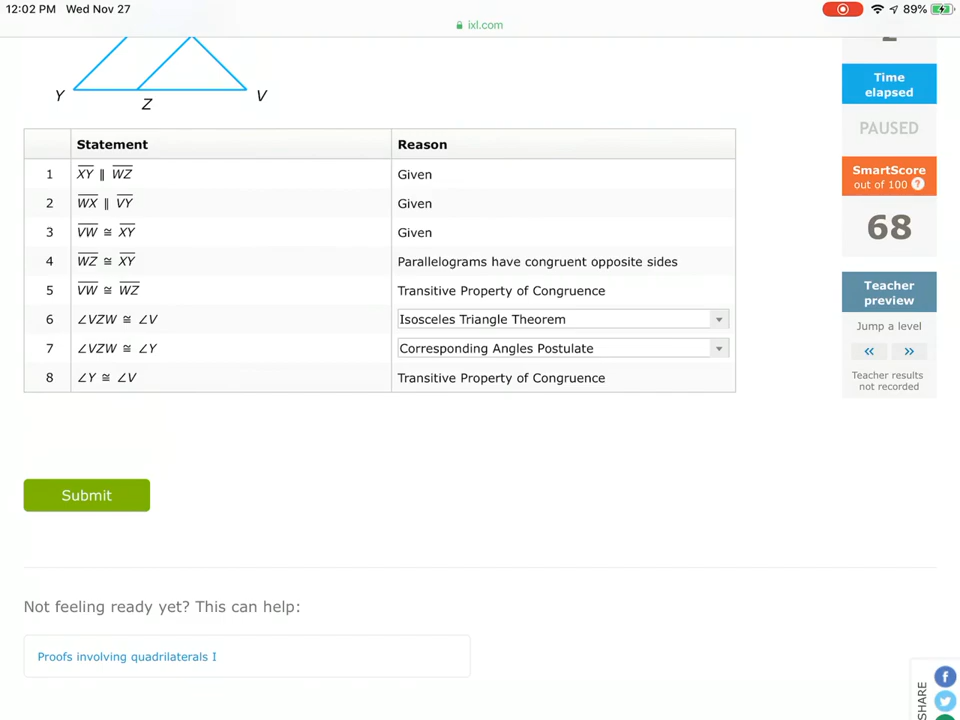 12:02 PM Wed Nov 27
89%
ixl.com
Y
Z
V
Time elapsed
PAUSED
SmartScore
out of 100 ?
68
Teacher preview
Jump a level
«
»
Teacher results not recorded
Statement Reason
1 XY ∥ WZ Given
2 WX ∥ VY Given
3 VW ≅ XY Given
4 WZ ≅ XY Parallelograms have congruent opposite sides
5 VW ≅ WZ Transitive Property of Congruence
6 ∠VZW ≅ ∠V Isosceles Triangle Theorem
7 ∠VZW ≅ ∠Y Corresponding Angles Postulate
8 ∠Y ≅ ∠V Transitive Property of Congruence
Submit
Not feeling ready yet? This can help:
Proofs involving quadrilaterals I
SHARE